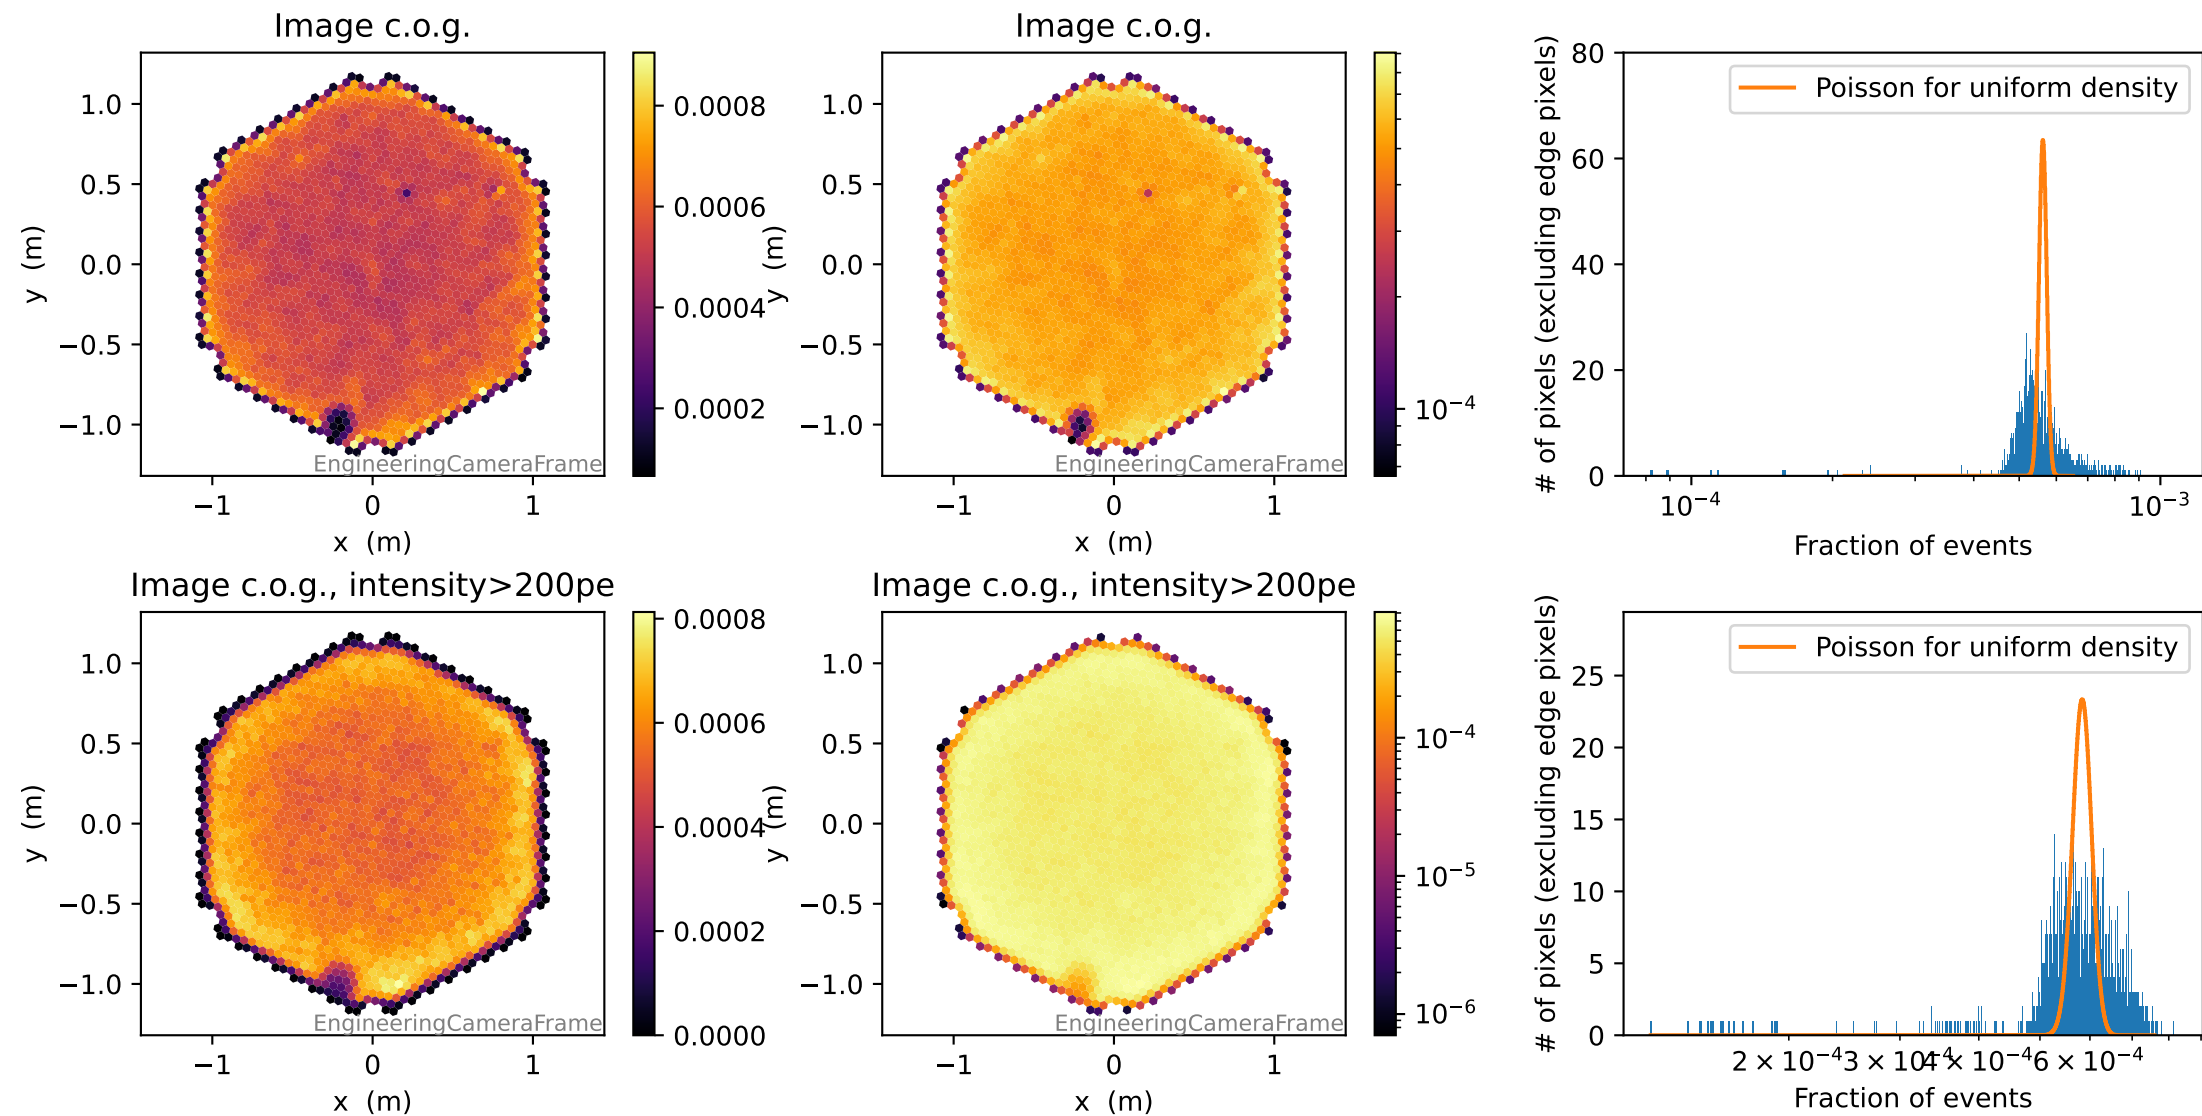 Image c.o.g.
1.0
0.5
0.0
−0.5
−1.0
y (m)
−1
0
1
x (m)
EngineeringCameraFrame
0.0008
0.0006
0.0004
0.0002
Image c.o.g.
1.0
0.5
0.0
−0.5
−1.0
y (m)
−1
0
1
x (m)
EngineeringCameraFrame
10⁻⁴
80
60
40
20
0
# of pixels (excluding edge pixels)
Poisson for uniform density
10⁻⁴
10⁻³
Fraction of events
Image c.o.g., intensity>200pe
1.0
0.5
0.0
−0.5
−1.0
y (m)
−1
0
1
x (m)
EngineeringCameraFrame
0.0008
0.0006
0.0004
0.0002
0.0000
Image c.o.g., intensity>200pe
1.0
0.5
0.0
−0.5
−1.0
y (m)
−1
0
1
x (m)
EngineeringCameraFrame
10⁻⁴
10⁻⁵
10⁻⁶
25
20
15
10
5
0
# of pixels (excluding edge pixels)
Poisson for uniform density
2 × 10⁻⁴
3 × 10⁻⁴
4 × 10⁻⁴
6 × 10⁻⁴
Fraction of events